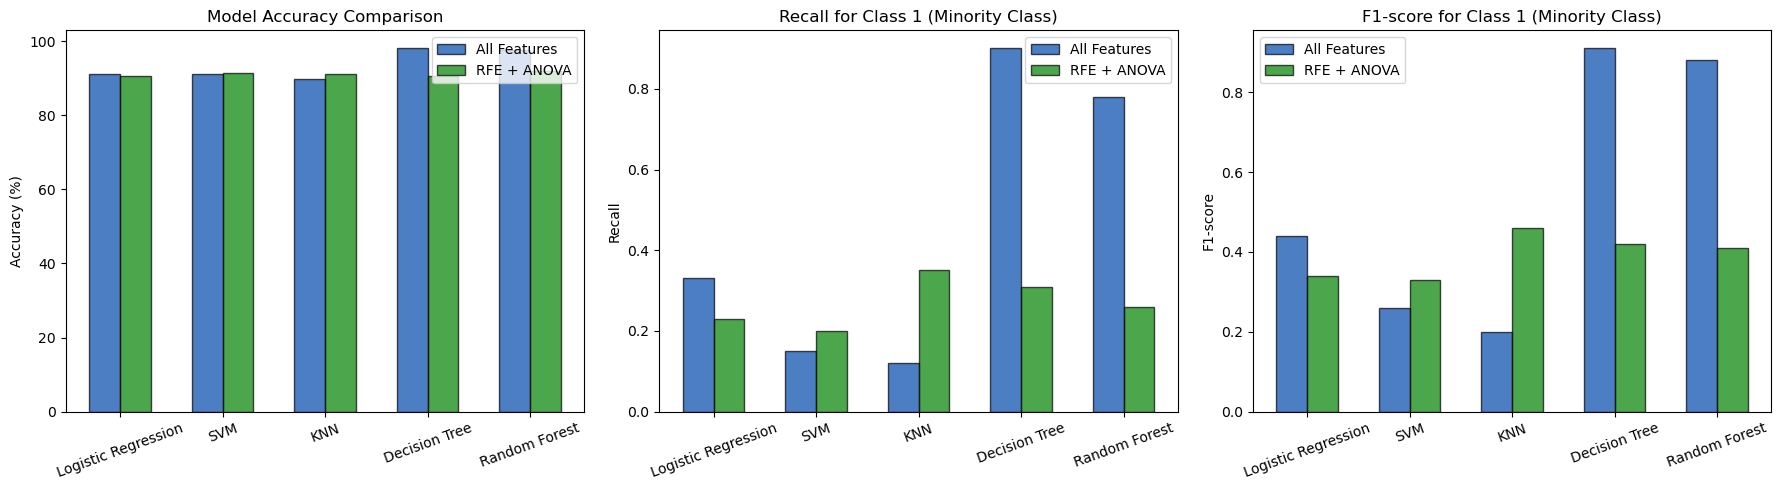 Model Accuracy Comparison
Accuracy (%)
100
80
60
40
20
0
All Features
RFE + ANOVA
Logistic Regression
SVM
KNN
Decision Tree
Random Forest
Recall for Class 1 (Minority Class)
Recall
0.8
0.6
0.4
0.2
0.0
All Features
RFE + ANOVA
Logistic Regression
SVM
KNN
Decision Tree
Random Forest
F1-score for Class 1 (Minority Class)
F1-score
0.8
0.6
0.4
0.2
0.0
All Features
RFE + ANOVA
Logistic Regression
SVM
KNN
Decision Tree
Random Forest